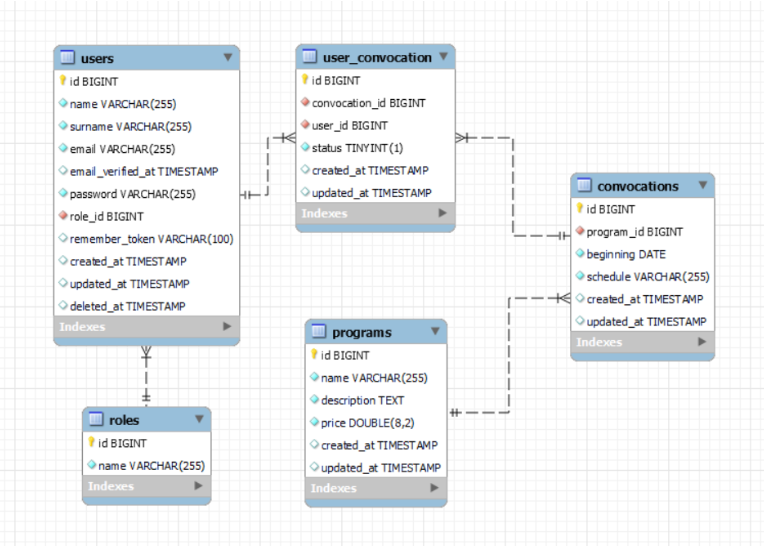 users
id BIGINT
name VARCHAR(255)
surname VARCHAR(255)
email VARCHAR(255)
email_verified_at TIMESTAMP
password VARCHAR(255)
role_id BIGINT
remember_token VARCHAR(100)
created_at TIMESTAMP
updated_at TIMESTAMP
deleted_at TIMESTAMP
Indexes
user_convocation
id BIGINT
convocation_id BIGINT
user_id BIGINT
status TINYINT(1)
created_at TIMESTAMP
updated_at TIMESTAMP
Indexes
convocations
id BIGINT
program_id BIGINT
beginning DATE
schedule VARCHAR(255)
created_at TIMESTAMP
updated_at TIMESTAMP
Indexes
programs
id BIGINT
name VARCHAR(255)
description TEXT
price DOUBLE(8,2)
created_at TIMESTAMP
updated_at TIMESTAMP
Indexes
roles
id BIGINT
name VARCHAR(255)
Indexes